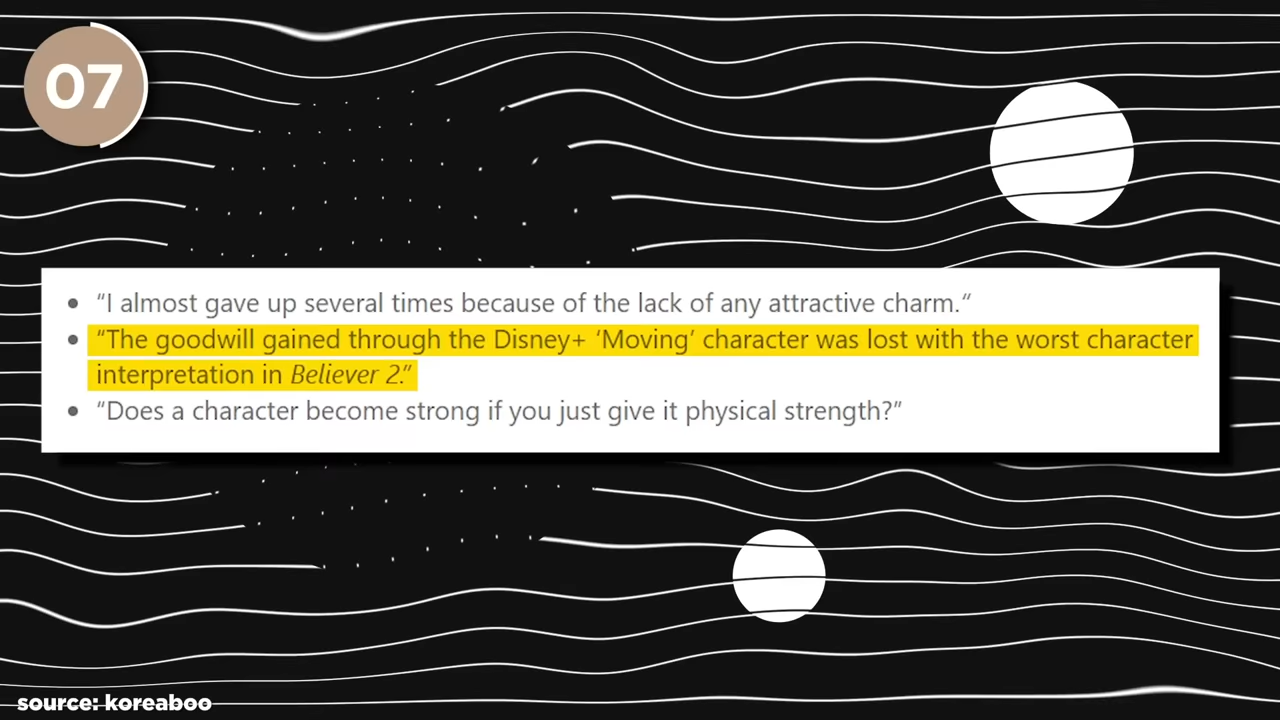 07
• “I almost gave up several times because of the lack of any attractive charm.“
• “The goodwill gained through the Disney+ ‘Moving’ character was lost with the worst character
interpretation in Believer 2.”
• “Does a character become strong if you just give it physical strength?”
source: koreaboo